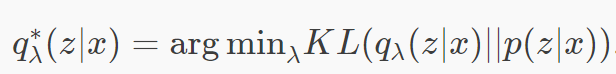 q*λ(z|x) = arg minλ KL(qλ(z|x)||p(z|x))